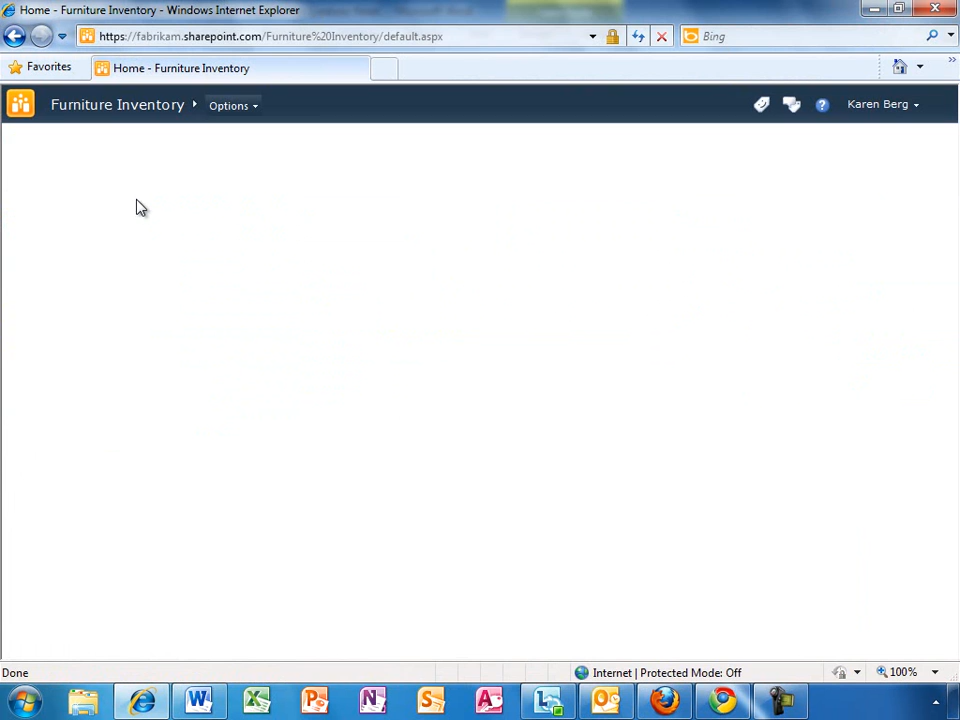 Home - Furniture Inventory - Windows Internet Explorer
https://fabrikam.sharepoint.com/Furniture%20Inventory/default.aspx
Bing
Favorites
Home - Furniture Inventory
Furniture Inventory
Options
Karen Berg
Done
Internet | Protected Mode: Off
100%